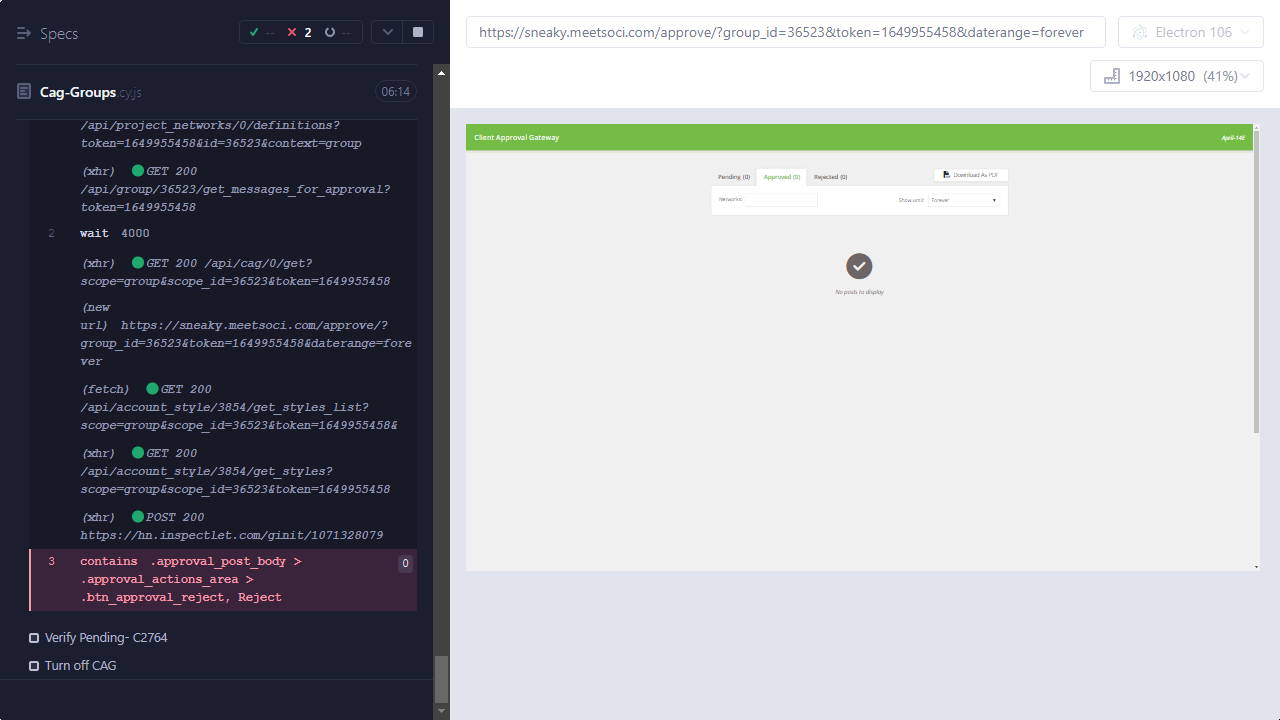 Specs
--
2
--
Cag-Groups.cy.js
06:14
/api/project_networks/0/definitions?
token=1649955458&id=36523&context=group
(xhr) GET 200
/api/group/36523/get_messages_for_approval?
token=1649955458
2 wait 4000
(xhr) GET 200 /api/cag/0/get?
scope=group&scope_id=36523&token=1649955458
(new
url) https://sneaky.meetsoci.com/approve/?
group_id=36523&token=1649955458&daterange=fore
ver
(fetch) GET 200
/api/account_style/3854/get_styles_list?
scope=group&scope_id=36523&token=1649955458&
(xhr) GET 200
/api/account_style/3854/get_styles?
scope=group&scope_id=36523&token=1649955458
(xhr) POST 200
https://hn.inspectlet.com/ginit/1071328079
3 contains .approval_post_body > 0
.approval_actions_area >
.btn_approval_reject, Reject
Verify Pending- C2764
Turn off CAG
https://sneaky.meetsoci.com/approve/?group_id=36523&token=1649955458&daterange=forever
Electron 106
1920x1080 (41%)
Client Approval Gateway
April-14E
Pending (0) Approved (0) Rejected (0)
Download As PDF
Networks:
Show until: Forever
No posts to display